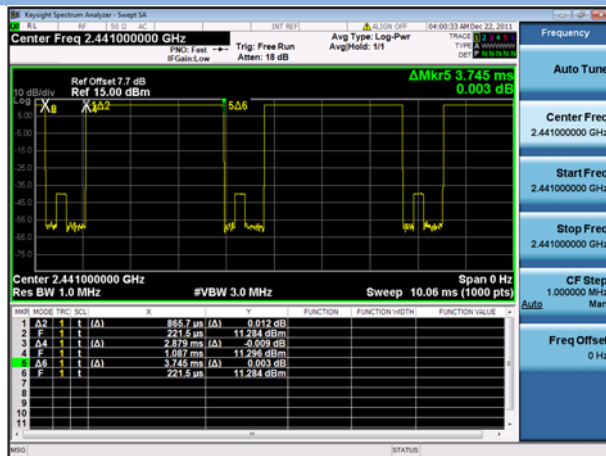 Keysight Spectrum Analyzer - Swept SA
RL RF 50 Ω AC INT REF ALIGN OFF 04:00:33 AM Dec 22, 2011
Center Freq 2.441000000 GHz
PNO: Fast Trig: Free Run
IFGain:Low Atten: 18 dB
Avg Type: Log-Pwr
Avg|Hold: 1/1
TRACE 1 2 3 4 5 6
TYPE A WWWWW
DET P N N N N N
Frequency
Auto Tune
Center Freq
2.441000000 GHz
Start Freq
2.441000000 GHz
Stop Freq
2.441000000 GHz
CF Step
1.000000 MHz
Auto Man
Freq Offset
0 Hz
ΔMkr5 3.745 ms
0.003 dB
Ref Offset 7.7 dB
10 dB/div Ref 15.00 dBm
Log
1Δ2
5Δ6
5.00
-5.00
-15.0
-25.0
-35.0
-45.0
-55.0
-65.0
-75.0
Center 2.441000000 GHz Span 0 Hz
Res BW 1.0 MHz #VBW 3.0 MHz Sweep 10.06 ms (1000 pts)
MKR MODE TRC SCL X Y FUNCTION FUNCTION WIDTH FUNCTION VALUE
1 Δ2 1 t (Δ) 865.7 µs (Δ) 0.012 dB
2 F 1 t 221.5 µs 11.284 dBm
3 Δ4 1 t (Δ) 2.879 ms (Δ) -0.009 dB
4 F 1 t 1.087 ms 11.296 dBm
5 Δ6 1 t (Δ) 3.745 ms (Δ) 0.003 dB
6 F 1 t 221.5 µs 11.284 dBm
7
8
9
10
11
MSG STATUS